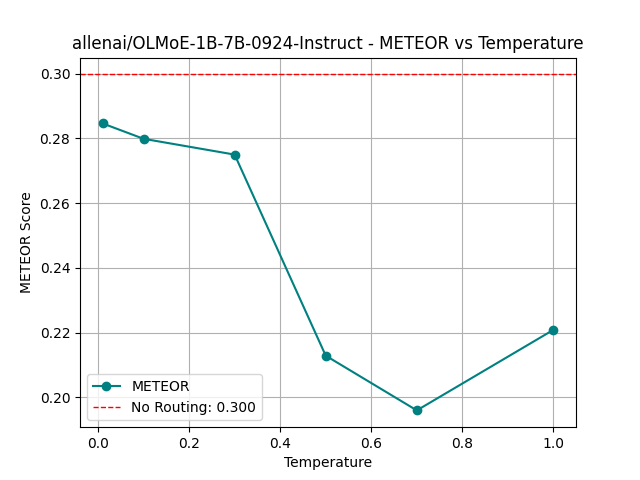 allenai/OLMoE-1B-7B-0924-Instruct - METEOR vs Temperature
METEOR Score
0.30
0.28
0.26
0.24
0.22
0.20
METEOR
No Routing: 0.300
0.0 0.2 0.4 0.6 0.8 1.0
Temperature